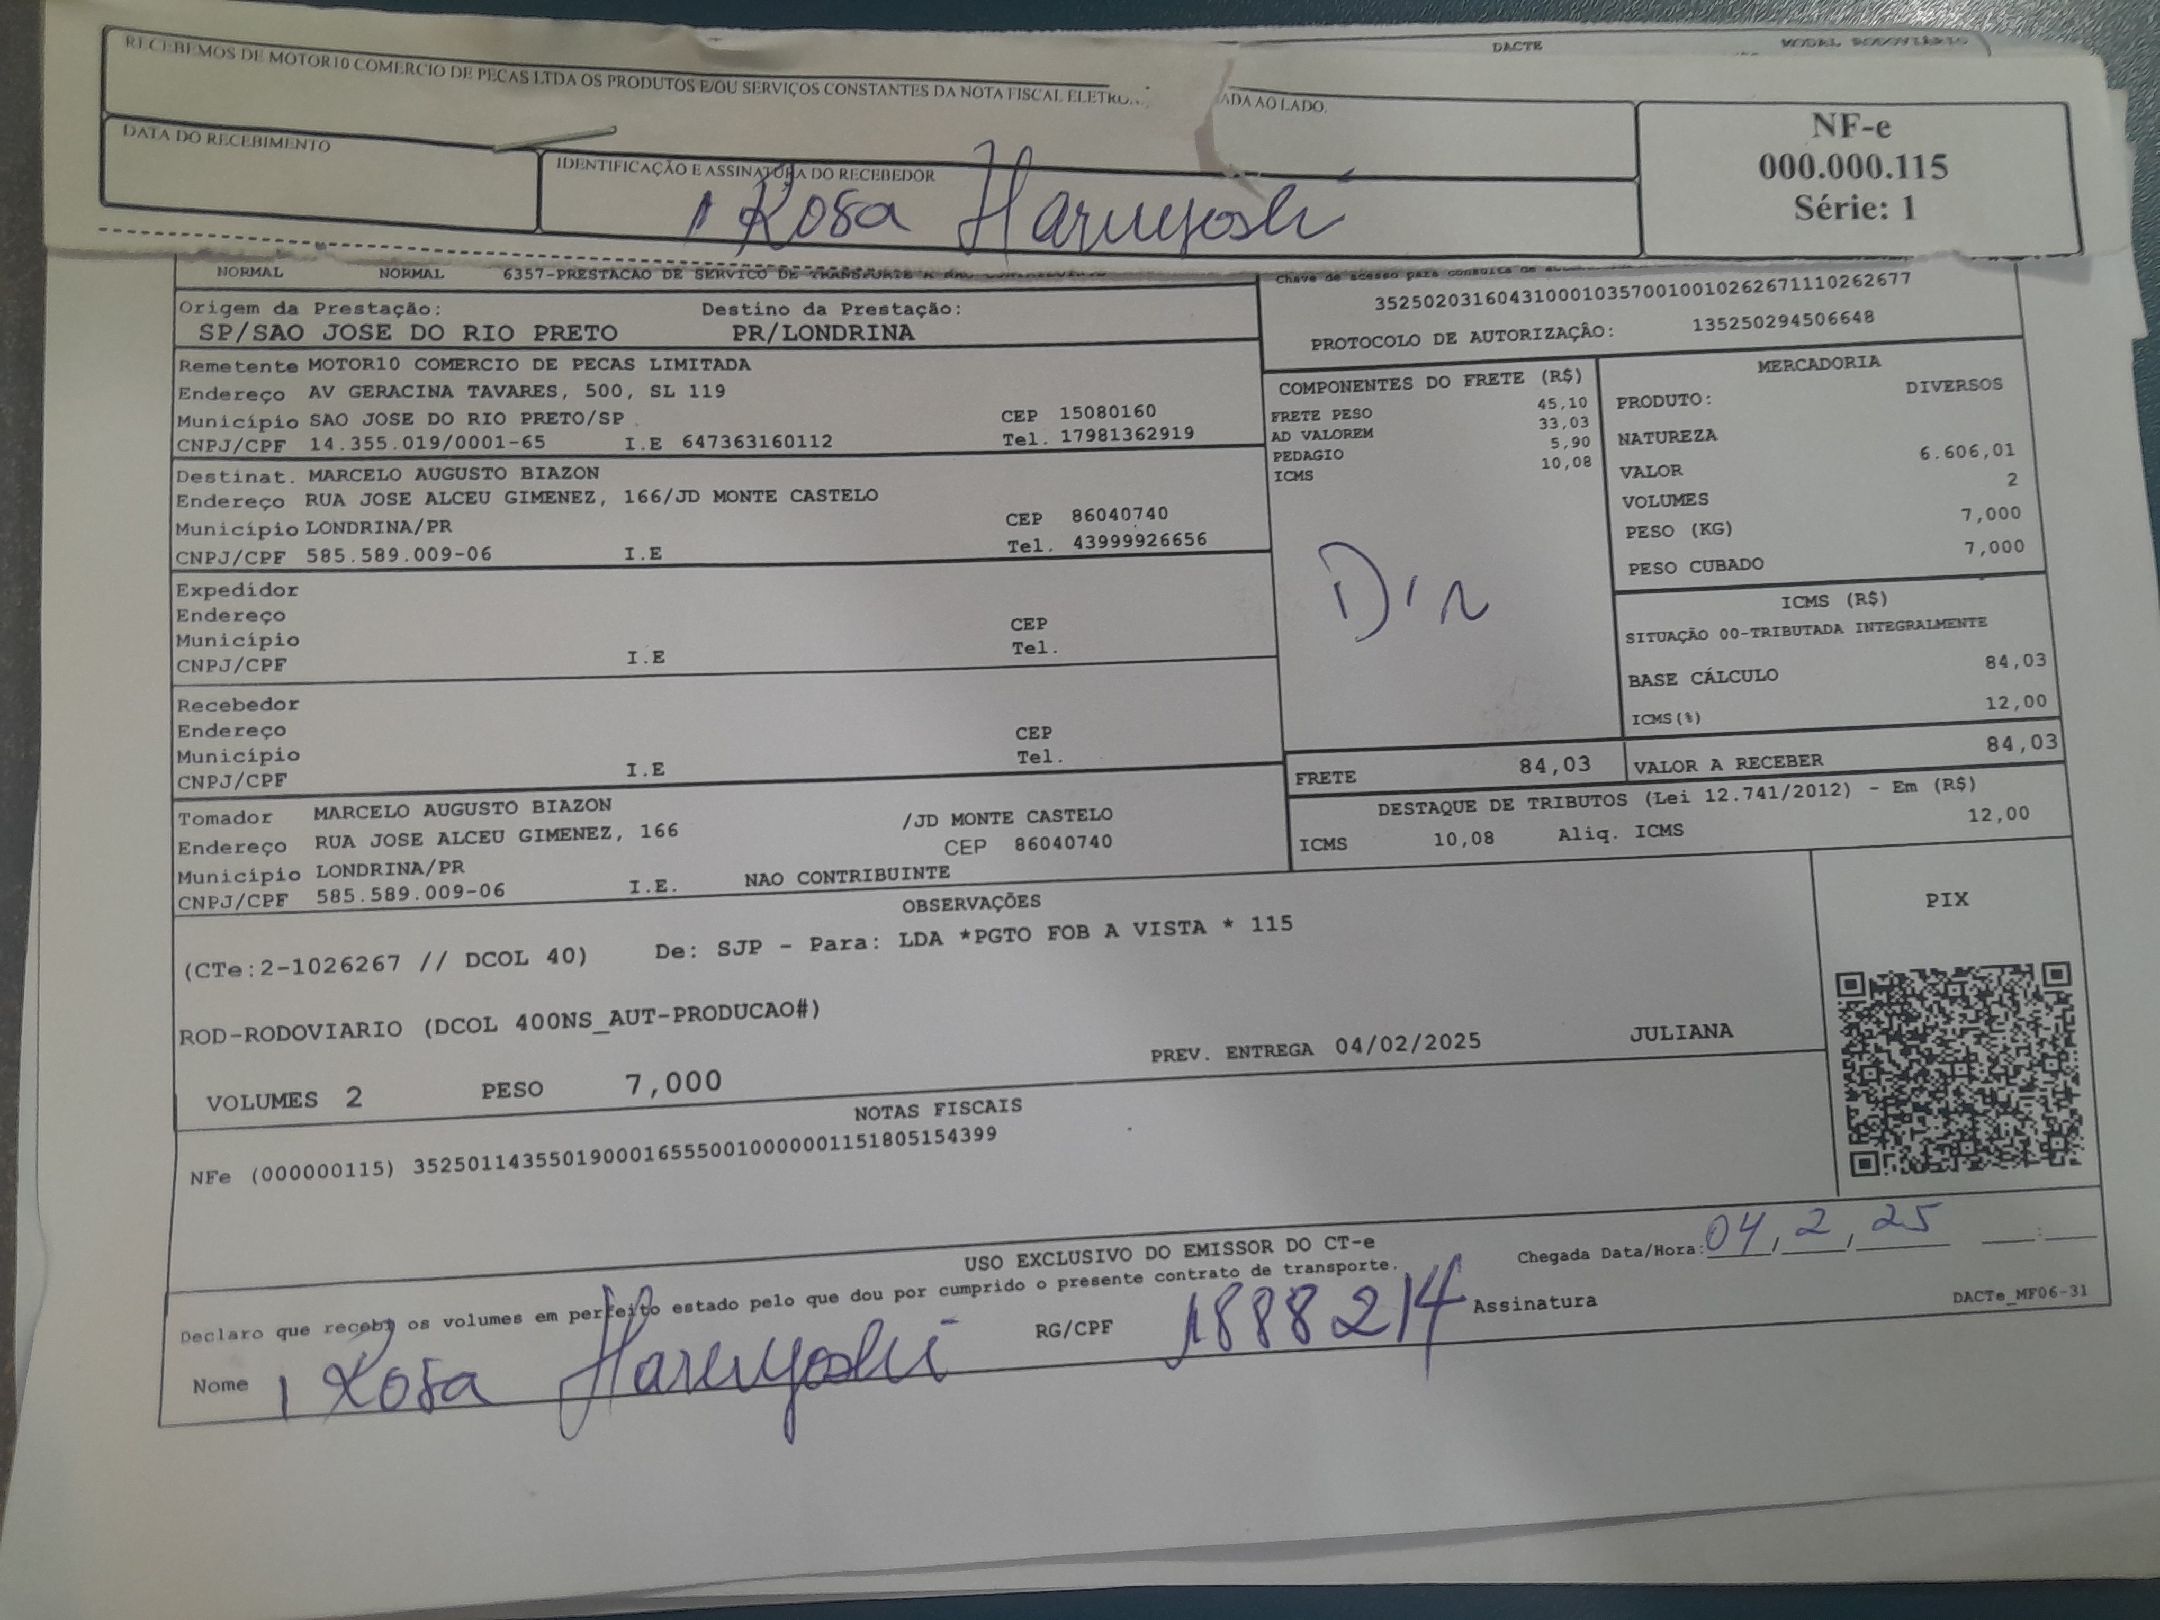 DACTE MODAL RODOVIÁRIO
RECEBEMOS DE MOTOR10 COMERCIO DE PECAS LTDA OS PRODUTOS E/OU SERVIÇOS CONSTANTES DA NOTA FISCAL ELETRO ADA AO LADO.
DATA DO RECEBIMENTO
IDENTIFICAÇÃO E ASSINATURA DO RECEBEDOR
Rosa Haruyoshi
NF-e
000.000.115
Série: 1
NORMAL NORMAL 6357-PRESTACAO DE SERVICO DE TRANSPORTE A NAO CONTRIBUINTE
Chave de acesso para consulta de
35250203160431000103570010010262671110262677
PROTOCOLO DE AUTORIZAÇÃO: 135250294506648
Origem da Prestação: Destino da Prestação:
SP/SAO JOSE DO RIO PRETO PR/LONDRINA
Remetente MOTOR10 COMERCIO DE PECAS LIMITADA
Endereço AV GERACINA TAVARES, 500, SL 119
Município SAO JOSE DO RIO PRETO/SP CEP 15080160
CNPJ/CPF 14.355.019/0001-65 I.E 647363160112 Tel. 17981362919
Destinat. MARCELO AUGUSTO BIAZON
Endereço RUA JOSE ALCEU GIMENEZ, 166/JD MONTE CASTELO
Município LONDRINA/PR CEP 86040740
CNPJ/CPF 585.589.009-06 I.E Tel. 43999926656
Expedidor
Endereço
Município CEP
CNPJ/CPF I.E Tel.
Recebedor
Endereço
Município CEP
CNPJ/CPF I.E Tel.
Tomador MARCELO AUGUSTO BIAZON
Endereço RUA JOSE ALCEU GIMENEZ, 166 /JD MONTE CASTELO
Município LONDRINA/PR CEP 86040740
CNPJ/CPF 585.589.009-06 I.E. NAO CONTRIBUINTE
COMPONENTES DO FRETE (R$)
FRETE PESO 45,10
AD VALOREM 33,03
PEDAGIO 5,90
ICMS 10,08
Din
MERCADORIA
PRODUTO: DIVERSOS
NATUREZA
VALOR 6.606,01
VOLUMES 2
PESO (KG) 7,000
PESO CUBADO 7,000
ICMS (R$)
SITUAÇÃO 00-TRIBUTADA INTEGRALMENTE
BASE CÁLCULO 84,03
ICMS(%) 12,00
FRETE 84,03 VALOR A RECEBER 84,03
DESTAQUE DE TRIBUTOS (Lei 12.741/2012) - Em (R$)
ICMS 10,08 Aliq. ICMS 12,00
OBSERVAÇÕES
(CTe:2-1026267 // DCOL 40) De: SJP - Para: LDA *PGTO FOB A VISTA * 115
ROD-RODOVIARIO (DCOL 400NS_AUT-PRODUCAO#)
PREV. ENTREGA 04/02/2025 JULIANA
VOLUMES 2 PESO 7,000
PIX
NOTAS FISCAIS
NFe (000000115) 35250114355019000165550010000001151805154399
USO EXCLUSIVO DO EMISSOR DO CT-e
Chegada Data/Hora: 04, 2, 25 :
Declaro que recebi os volumes em perfeito estado pelo que dou por cumprido o presente contrato de transporte.
Nome Rosa Haruyoshi RG/CPF 1888214 Assinatura
DACTe_MF06-31